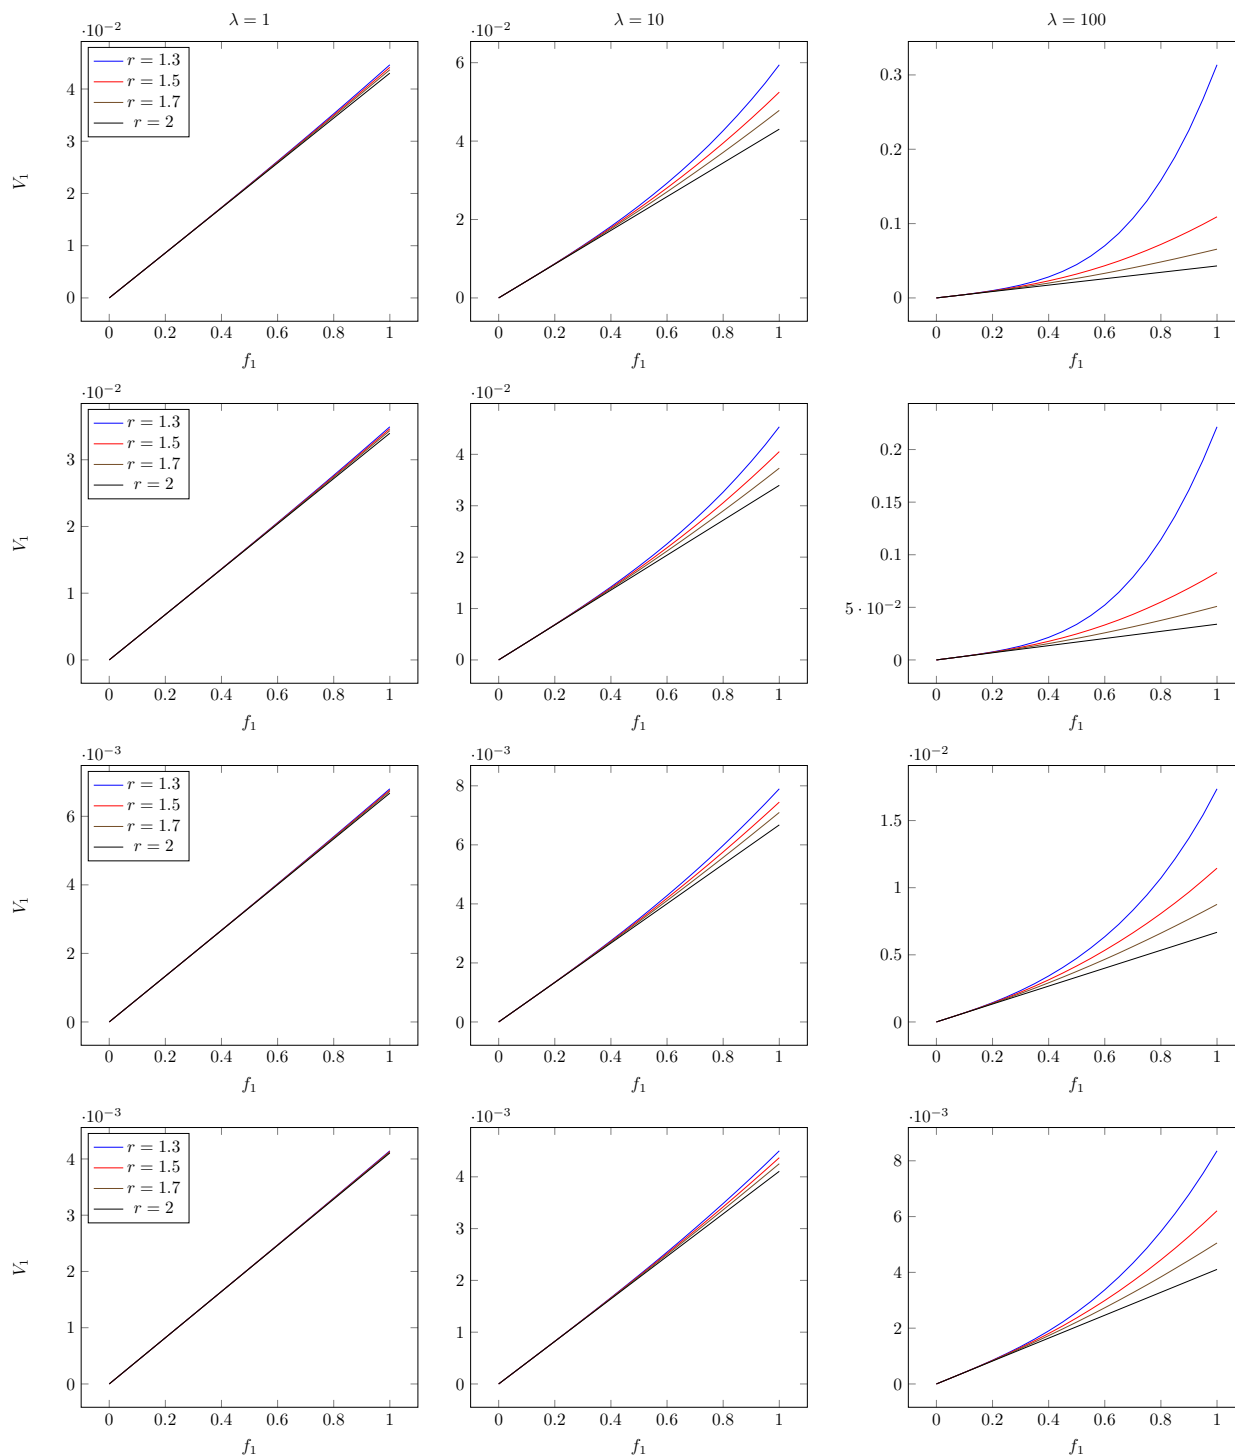 λ = 1
λ = 10
λ = 100
·10⁻²
r = 1.3
r = 1.5
r = 1.7
r = 2
4
3
2
1
0
V₁
0 0.2 0.4 0.6 0.8 1
f₁
·10⁻²
6
4
2
0
0 0.2 0.4 0.6 0.8 1
f₁
0.3
0.2
0.1
0
0 0.2 0.4 0.6 0.8 1
f₁
·10⁻²
r = 1.3
r = 1.5
r = 1.7
r = 2
3
2
1
0
V₁
0 0.2 0.4 0.6 0.8 1
f₁
·10⁻²
4
3
2
1
0
0 0.2 0.4 0.6 0.8 1
f₁
0.2
0.15
0.1
5 · 10⁻²
0
0 0.2 0.4 0.6 0.8 1
f₁
·10⁻³
r = 1.3
r = 1.5
r = 1.7
r = 2
6
4
2
0
V₁
0 0.2 0.4 0.6 0.8 1
f₁
·10⁻³
8
6
4
2
0
0 0.2 0.4 0.6 0.8 1
f₁
·10⁻²
1.5
1
0.5
0
0 0.2 0.4 0.6 0.8 1
f₁
·10⁻³
r = 1.3
r = 1.5
r = 1.7
r = 2
4
3
2
1
0
V₁
0 0.2 0.4 0.6 0.8 1
f₁
·10⁻³
4
3
2
1
0
0 0.2 0.4 0.6 0.8 1
f₁
·10⁻³
8
6
4
2
0
0 0.2 0.4 0.6 0.8 1
f₁